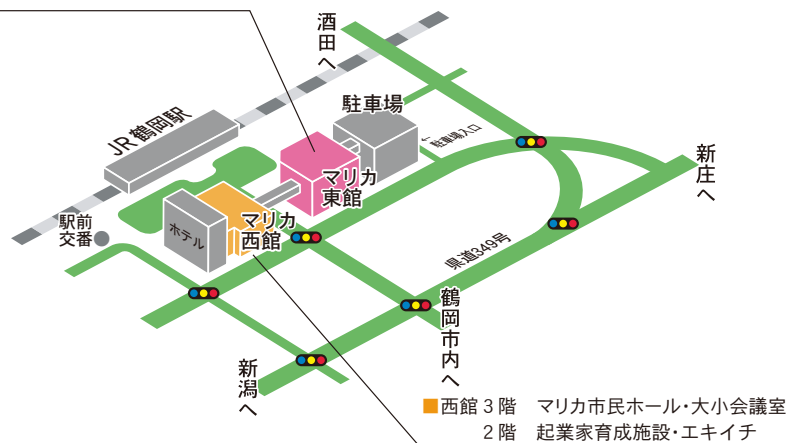 酒田へ
駐車場
JR鶴岡駅
←駐車場入口
新庄へ
マリカ
東館
マリカ
西館
ホテル
駅前
交番
県道349号
鶴岡市内へ
新潟へ
■西館 3階 マリカ市民ホール・大小会議室
2階 起業家育成施設・エキイチ